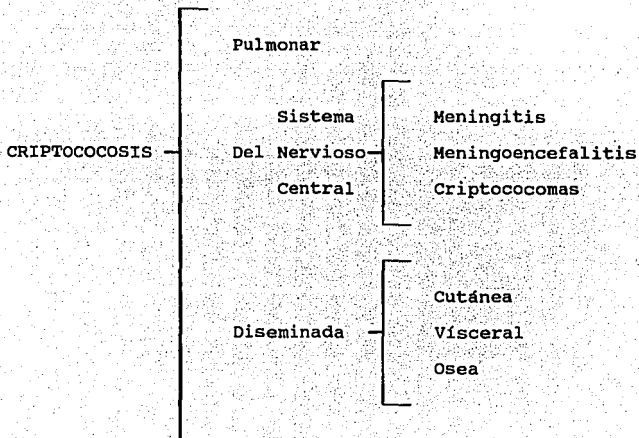 Pulmonar
CRIPTOCOCOSIS
Sistema
Del Nervioso
Central
Meningitis
Meningoencefalitis
Criptococomas
Diseminada
Cutánea
Vísceral
Osea